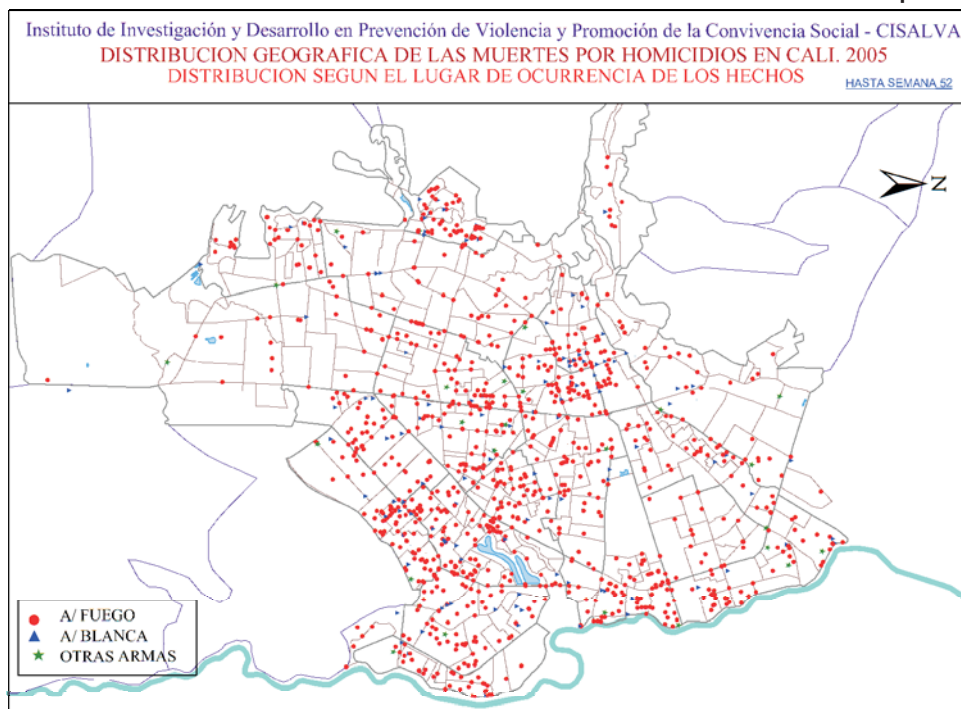 Instituto de Investigación y Desarrollo en Prevención de Violencia y Promoción de la Convivencia Social - CISALVA
DISTRIBUCION GEOGRAFICA DE LAS MUERTES POR HOMICIDIOS EN CALI. 2005
DISTRIBUCION SEGUN EL LUGAR DE OCURRENCIA DE LOS HECHOS
HASTA SEMANA 52
N
A/ FUEGO
A/ BLANCA
OTRAS ARMAS